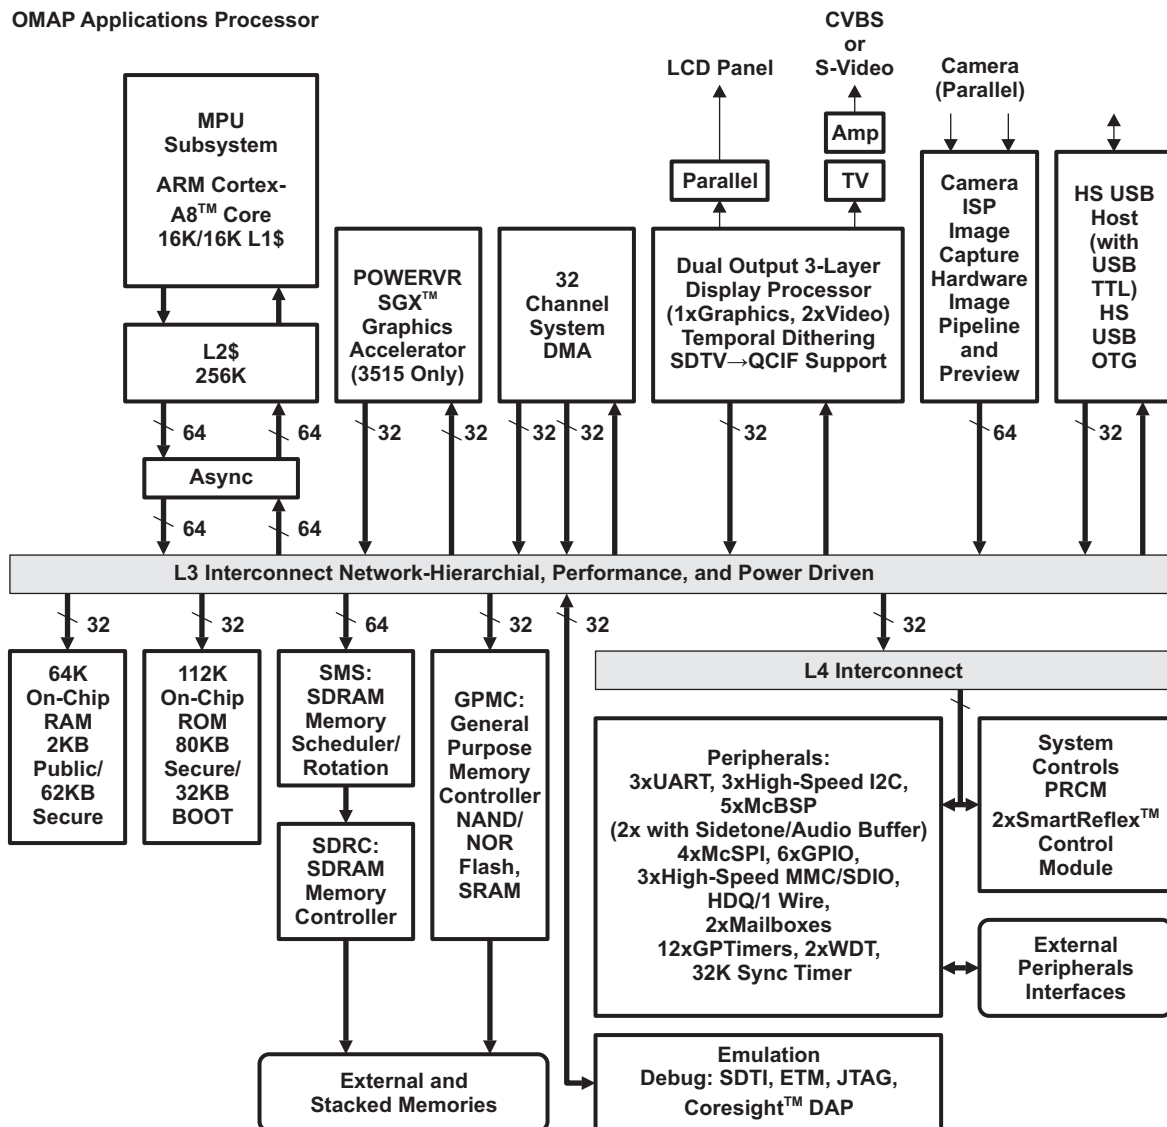 OMAP Applications Processor
CVBS
or
S-Video
LCD Panel
Camera
(Parallel)
Amp
Parallel
TV
MPU
Subsystem
ARM Cortex-
A8™ Core
16K/16K L1$
L2$
256K
64
64
Async
64
64
POWERVR
SGX™
Graphics
Accelerator
(3515 Only)
32
32
32
Channel
System
DMA
32
32
Dual Output 3-Layer
Display Processor
(1xGraphics, 2xVideo)
Temporal Dithering
SDTV→QCIF Support
32
Camera
ISP
Image
Capture
Hardware
Image
Pipeline
and
Preview
64
HS USB
Host
(with
USB
TTL)
HS
USB
OTG
32
L3 Interconnect Network-Hierarchial, Performance, and Power Driven
32
32
64
32
32
32
64K
On-Chip
RAM
2KB
Public/
62KB
Secure
112K
On-Chip
ROM
80KB
Secure/
32KB
BOOT
SMS:
SDRAM
Memory
Scheduler/
Rotation
SDRC:
SDRAM
Memory
Controller
GPMC:
General
Purpose
Memory
Controller
NAND/
NOR
Flash,
SRAM
L4 Interconnect
Peripherals:
3xUART, 3xHigh-Speed I2C,
5xMcBSP
(2x with Sidetone/Audio Buffer)
4xMcSPI, 6xGPIO,
3xHigh-Speed MMC/SDIO,
HDQ/1 Wire,
2xMailboxes
12xGPTimers, 2xWDT,
32K Sync Timer
System
Controls
PRCM
2xSmartReflex™
Control
Module
External
Peripherals
Interfaces
External and
Stacked Memories
Emulation
Debug: SDTI, ETM, JTAG,
Coresight™ DAP